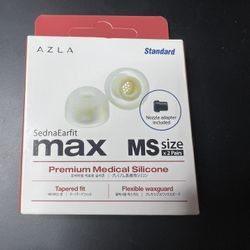 AZLA
Standard
Nozzle adapter
included
SednaEarfit
max
MS size
x 2 Pairs
Premium Medical Silicone
Tapered fit
Flexible waxguard